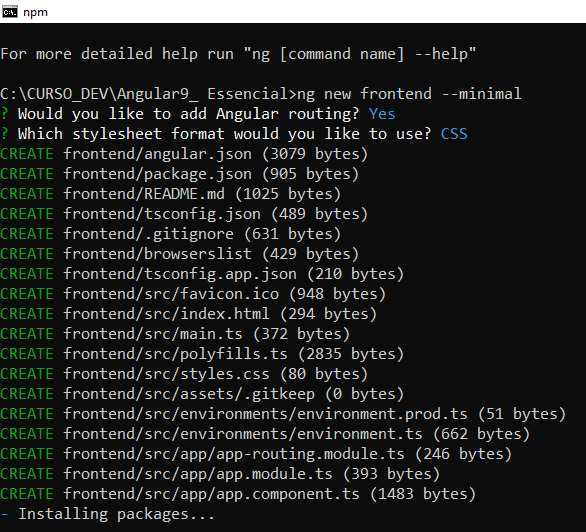 npm
For more detailed help run "ng [command name] --help"
C:\CURSO_DEV\Angular9_ Essencial>ng new frontend --minimal
? Would you like to add Angular routing? Yes
? Which stylesheet format would you like to use? CSS
CREATE frontend/angular.json (3079 bytes)
CREATE frontend/package.json (905 bytes)
CREATE frontend/README.md (1025 bytes)
CREATE frontend/tsconfig.json (489 bytes)
CREATE frontend/.gitignore (631 bytes)
CREATE frontend/browserslist (429 bytes)
CREATE frontend/tsconfig.app.json (210 bytes)
CREATE frontend/src/favicon.ico (948 bytes)
CREATE frontend/src/index.html (294 bytes)
CREATE frontend/src/main.ts (372 bytes)
CREATE frontend/src/polyfills.ts (2835 bytes)
CREATE frontend/src/styles.css (80 bytes)
CREATE frontend/src/assets/.gitkeep (0 bytes)
CREATE frontend/src/environments/environment.prod.ts (51 bytes)
CREATE frontend/src/environments/environment.ts (662 bytes)
CREATE frontend/src/app/app-routing.module.ts (246 bytes)
CREATE frontend/src/app/app.module.ts (393 bytes)
CREATE frontend/src/app/app.component.ts (1483 bytes)
- Installing packages...